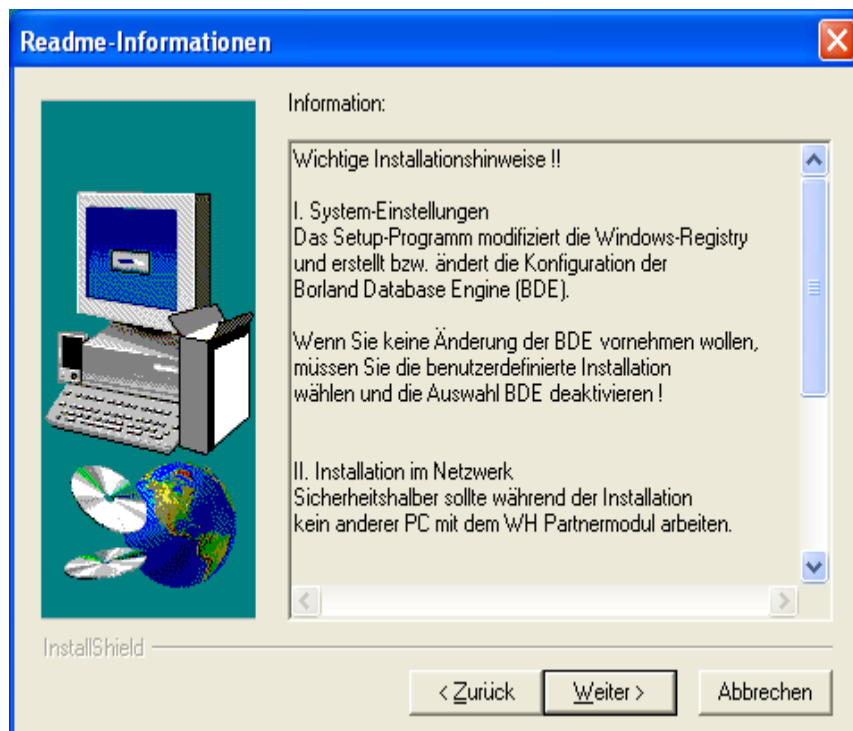 Readme-Informationen
Information:
Wichtige Installationshinweise !!
I. System-Einstellungen
Das Setup-Programm modifiziert die Windows-Registry
und erstellt bzw. ändert die Konfiguration der
Borland Database Engine (BDE).
Wenn Sie keine Änderung der BDE vornehmen wollen,
müssen Sie die benutzerdefinierte Installation
wählen und die Auswahl BDE deaktivieren !
II. Installation im Netzwerk
Sicherheitshalber sollte während der Installation
kein anderer PC mit dem WH Partnermodul arbeiten.
InstallShield
< Zurück
Weiter >
Abbrechen